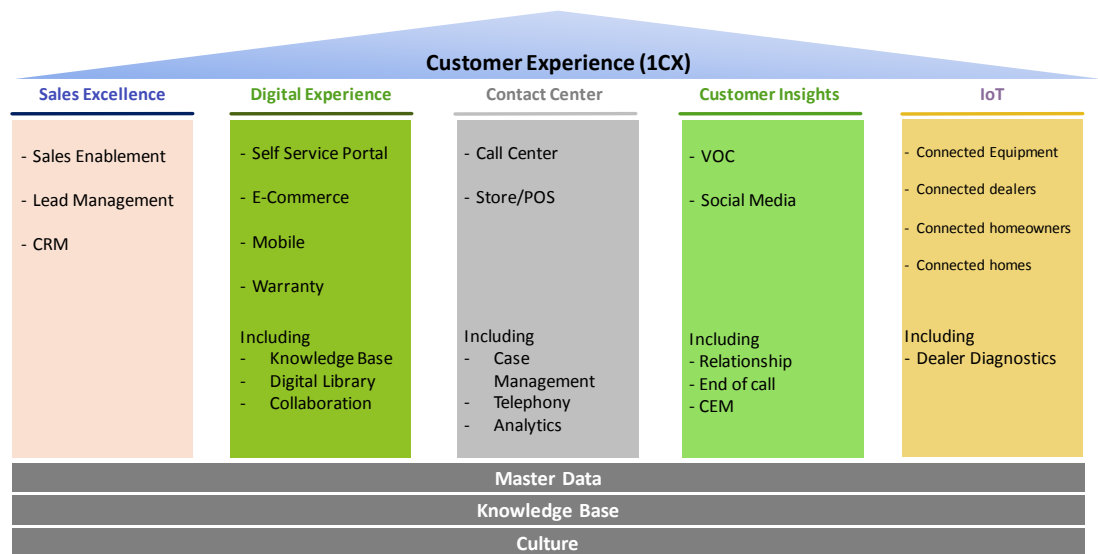 Customer Experience (1CX)
Sales Excellence
- Sales Enablement
- Lead Management
- CRM
Digital Experience
- Self Service Portal
- E-Commerce
- Mobile
- Warranty
Including
- Knowledge Base
- Digital Library
- Collaboration
Contact Center
- Call Center
- Store/POS
Including
- Case
Management
- Telephony
- Analytics
Customer Insights
- VOC
- Social Media
Including
- Relationship
- End of call
- CEM
IoT
- Connected Equipment
- Connected dealers
- Connected homeowners
- Connected homes
Including
- Dealer Diagnostics
Master Data
Knowledge Base
Culture